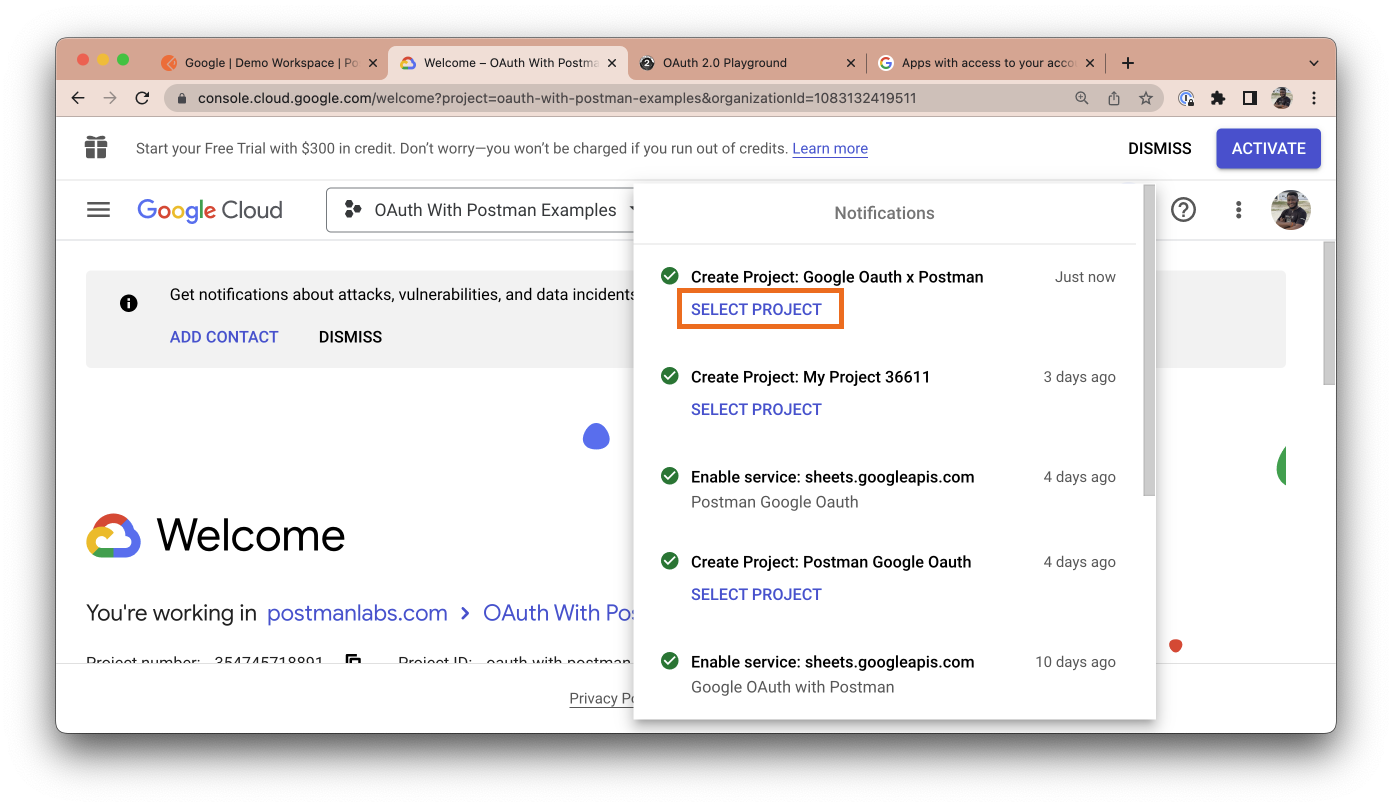 Google | Demo Workspace | Po
Welcome – OAuth With Postma
OAuth 2.0 Playground
Apps with access to your acco
console.cloud.google.com/welcome?project=oauth-with-postman-examples&organizationId=1083132419511
Start your Free Trial with $300 in credit. Don’t worry—you won’t be charged if you run out of credits. Learn more
DISMISS
ACTIVATE
Google Cloud
OAuth With Postman Examples
Notifications
Get notifications about attacks, vulnerabilities, and data incidents
ADD CONTACT
DISMISS
Create Project: Google Oauth x Postman
Just now
SELECT PROJECT
Create Project: My Project 36611
3 days ago
SELECT PROJECT
Enable service: sheets.googleapis.com
4 days ago
Postman Google Oauth
Create Project: Postman Google Oauth
4 days ago
SELECT PROJECT
Enable service: sheets.googleapis.com
10 days ago
Google OAuth with Postman
Welcome
You're working in postmanlabs.com > OAuth With Pos
Project number: 354745718891 Project ID: oauth-with-postman
Privacy Po